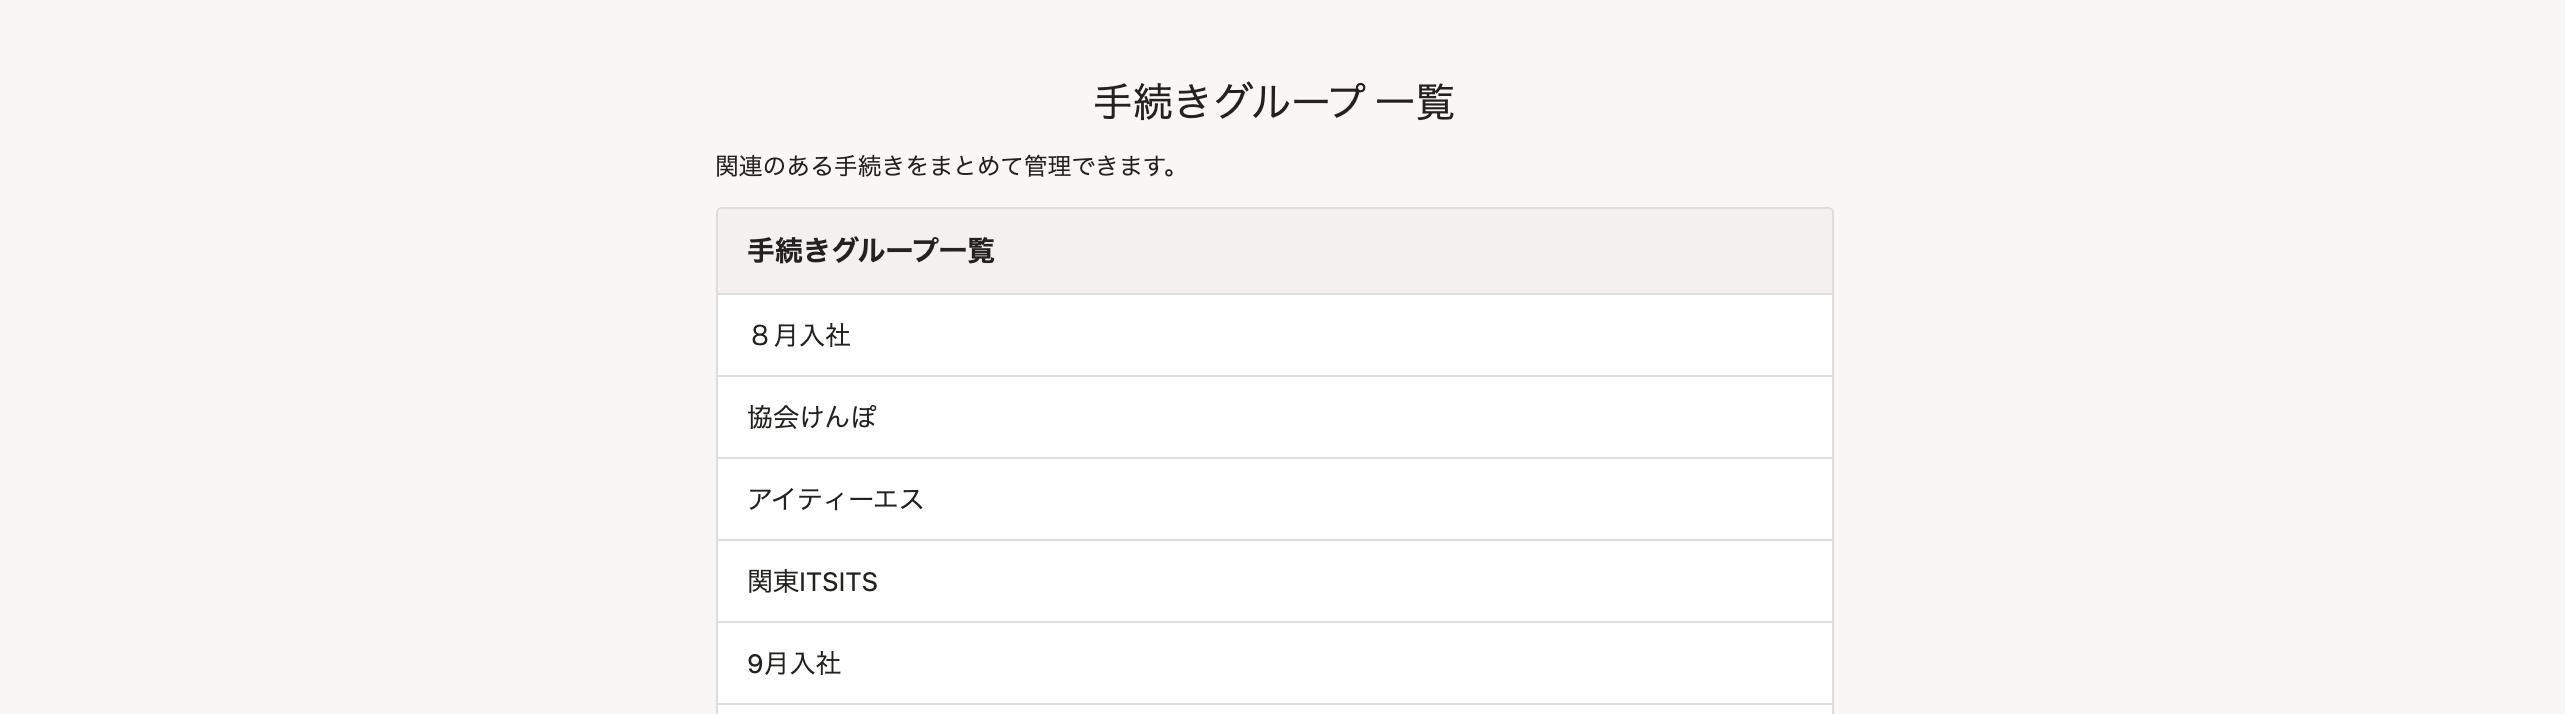 手続きグループ 一覧
関連のある手続きをまとめて管理できます。
手続きグループ一覧
８月入社
協会けんぽ
アイティーエス
関東ITSITS
9月入社